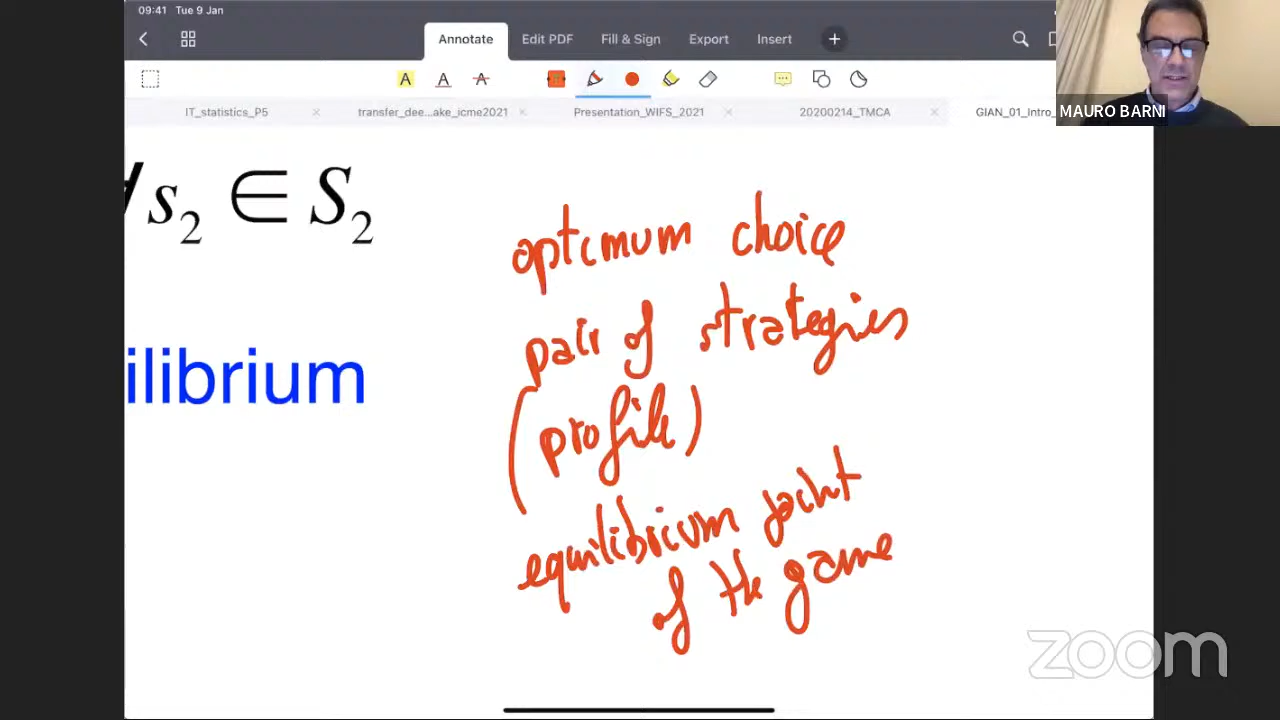 09:41 Tue 9 Jan
Annotate Edit PDF Fill & Sign Export Insert +
A A A
IT_statistics_P5 × transfer_dee...ake_icme2021 × Presentation_WIFS_2021 × 20200214_TMCA × GIAN_01_Intro_
MAURO BARNI
∀s₂ ∈ S₂
ilibrium
optimum choice
pair of strategies
(profile)
equilibrium point
of the game
zoom